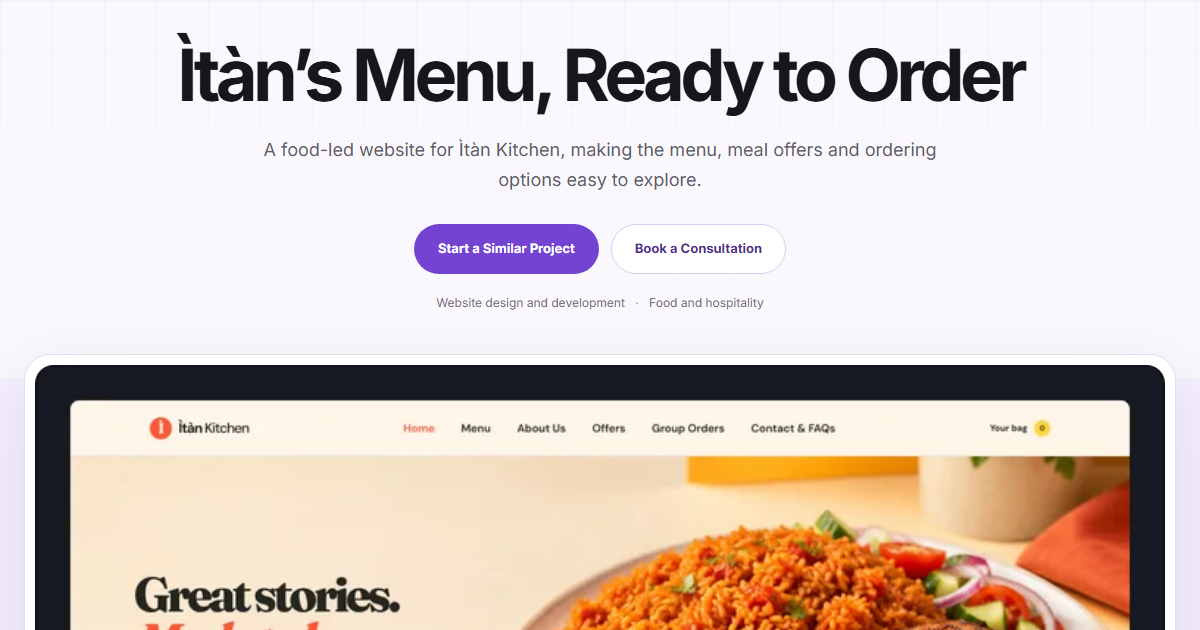 Ìtàn’s Menu, Ready to Order
A food-led website for Ìtàn Kitchen, making the menu, meal offers and ordering
options easy to explore.
Start a Similar Project
Book a Consultation
Website design and development · Food and hospitality
Ì Ìtàn Kitchen
Home Menu About Us Offers Group Orders Contact & FAQs
Your bag 0
Great stories.